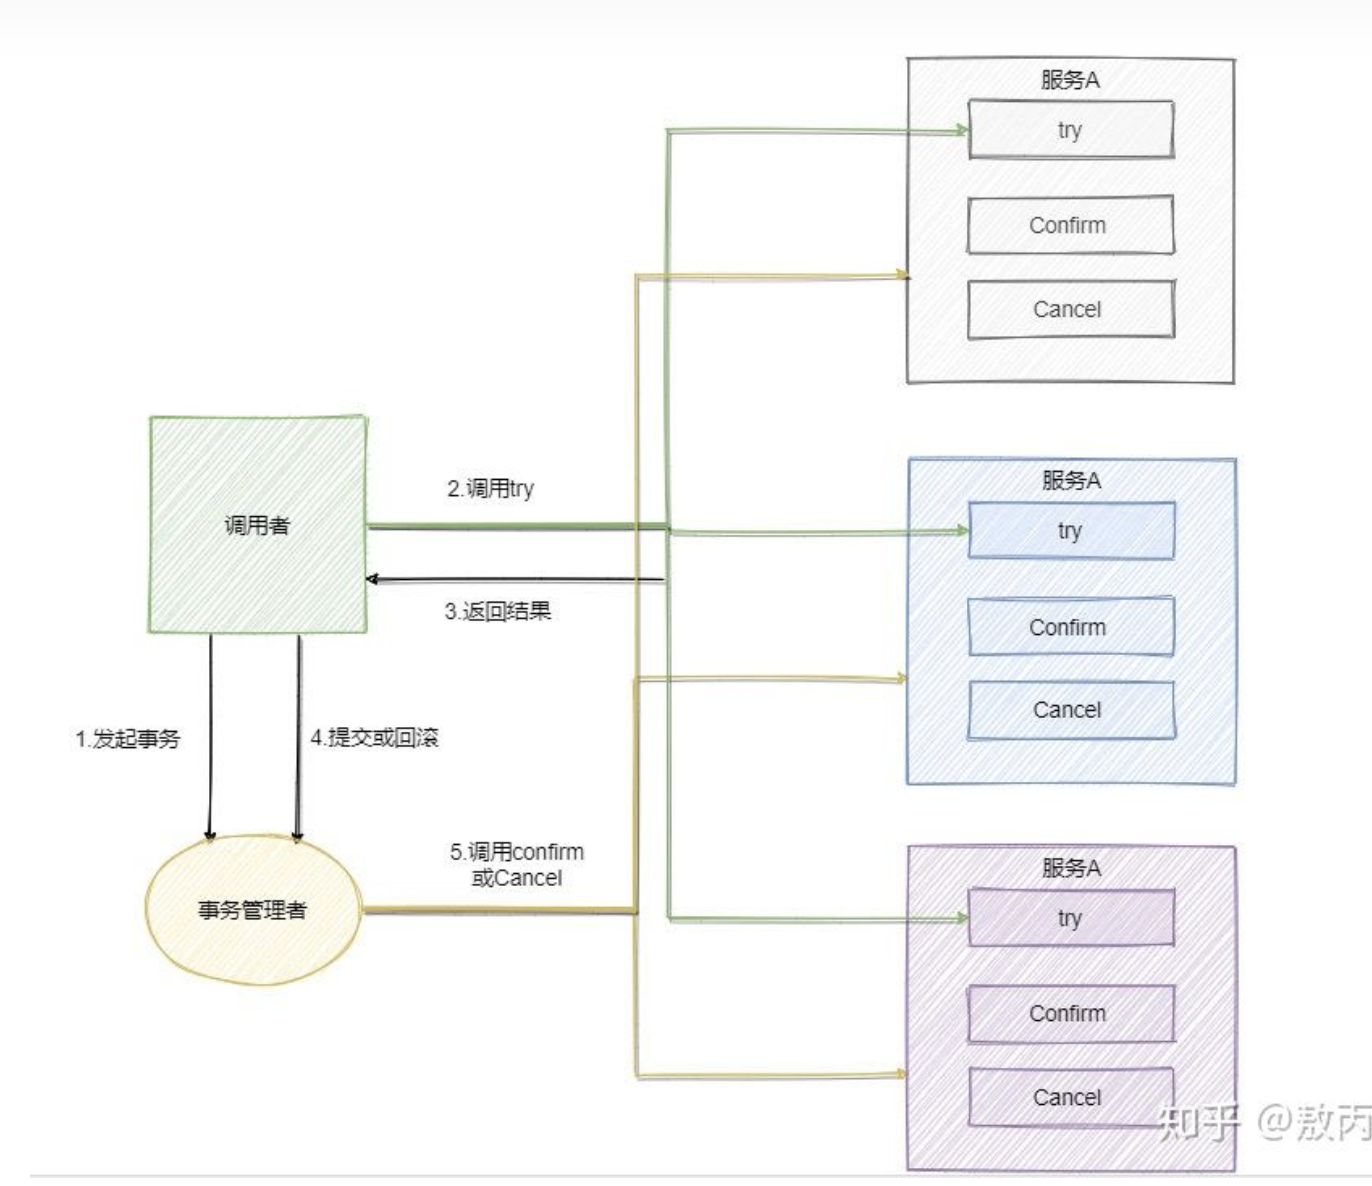 服务A
try
Confirm
Cancel
2.调用try
调用者
3.返回结果
服务A
try
Confirm
Cancel
1.发起事务
4.提交或回滚
5.调用confirm
或Cancel
事务管理者
服务A
try
Confirm
Cancel
知乎 @敖丙